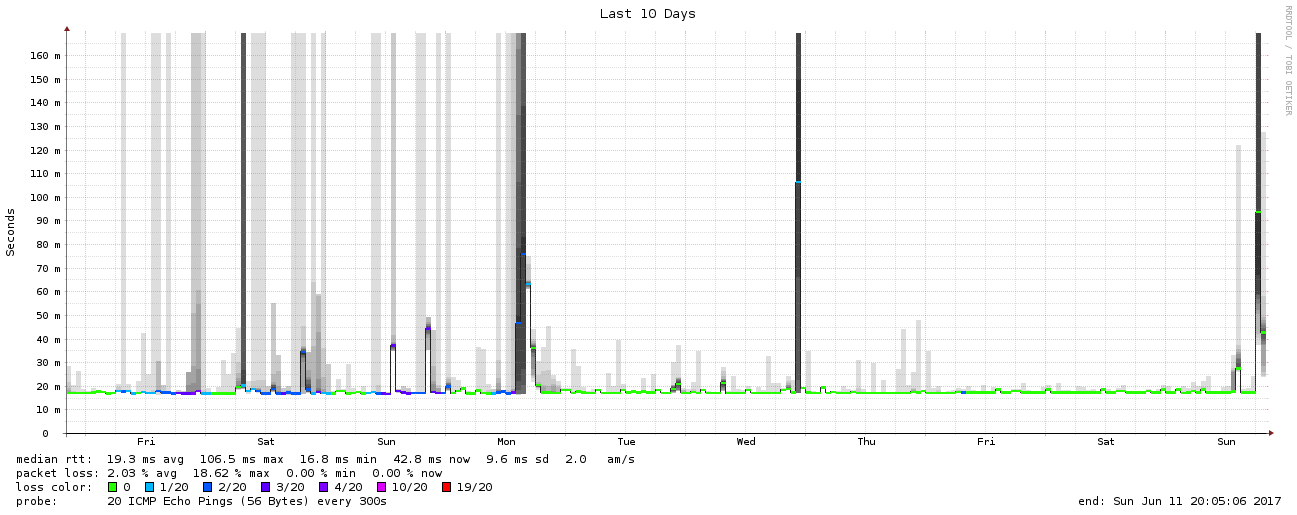 Last 10 Days
RRDTOOL / TOBI OETIKER
Seconds
160 m
150 m
140 m
130 m
120 m
110 m
100 m
90 m
80 m
70 m
60 m
50 m
40 m
30 m
20 m
10 m
0
Fri Sat Sun Mon Tue Wed Thu Fri Sat Sun
median rtt: 19.3 ms avg 106.5 ms max 16.8 ms min 42.8 ms now 9.6 ms sd 2.0 am/s
packet loss: 2.03 % avg 18.62 % max 0.00 % min 0.00 % now
loss color: 0 1/20 2/20 3/20 4/20 10/20 19/20
probe: 20 ICMP Echo Pings (56 Bytes) every 300s end: Sun Jun 11 20:05:06 2017